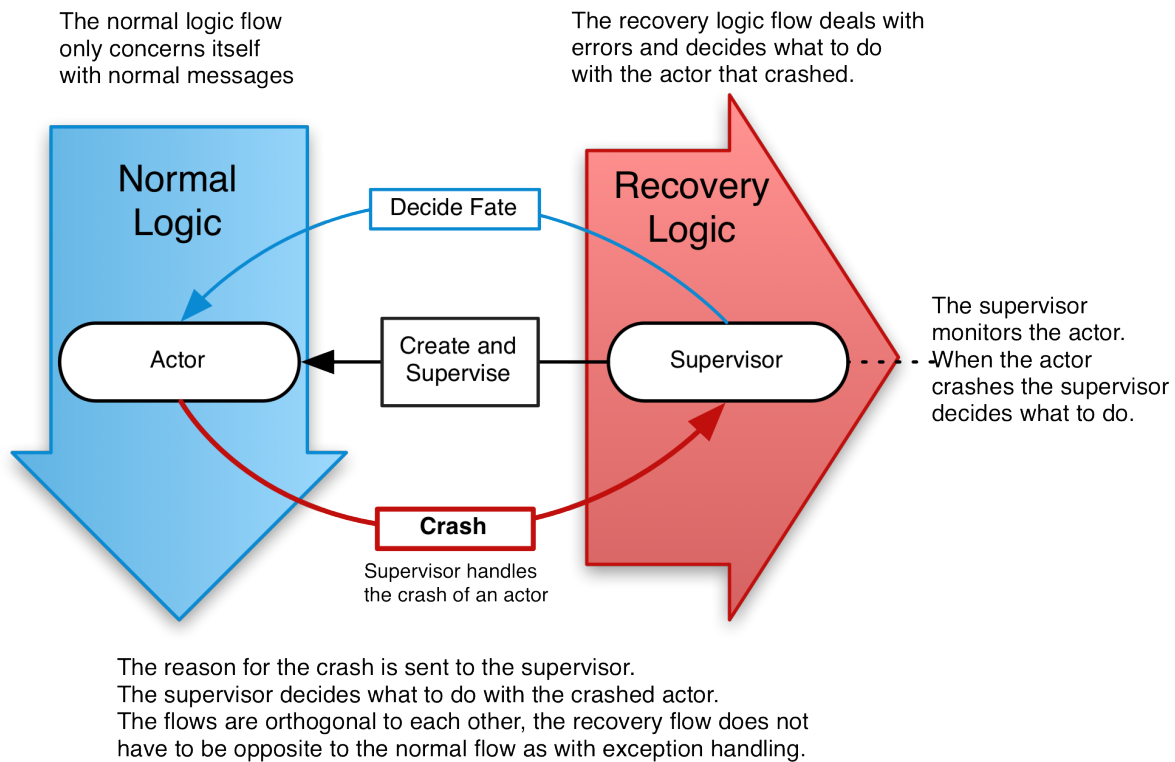 The normal logic flow
only concerns itself
with normal messages
The recovery logic flow deals with
errors and decides what to do
with the actor that crashed.
Normal
Logic
Decide Fate
Recovery
Logic
Actor
Create and
Supervise
Supervisor
The supervisor
monitors the actor.
When the actor
crashes the supervisor
decides what to do.
Crash
Supervisor handles
the crash of an actor
The reason for the crash is sent to the supervisor.
The supervisor decides what to do with the crashed actor.
The flows are orthogonal to each other, the recovery flow does not
have to be opposite to the normal flow as with exception handling.